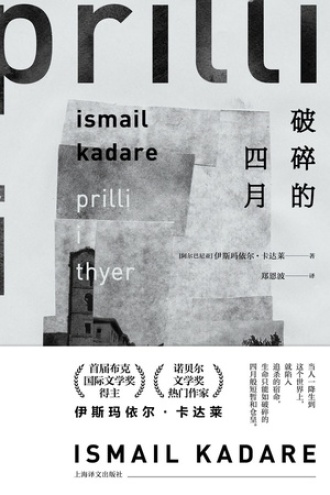 prilli
i
ismail
kadare
prilli
i
thyer
破碎的
四月
[阿尔巴尼亚] 伊斯玛依尔·卡达莱 著
郑恩波 译
首届布克
国际文学奖
得主
诺贝尔
文学奖
热门作家
当人一降生到
这个世界上,
就陷入
追杀的宿命。
生命只能如破碎的
四月般短暂和仓皇。
伊斯玛依尔·卡达莱
ISMAIL KADARE
上海译文出版社